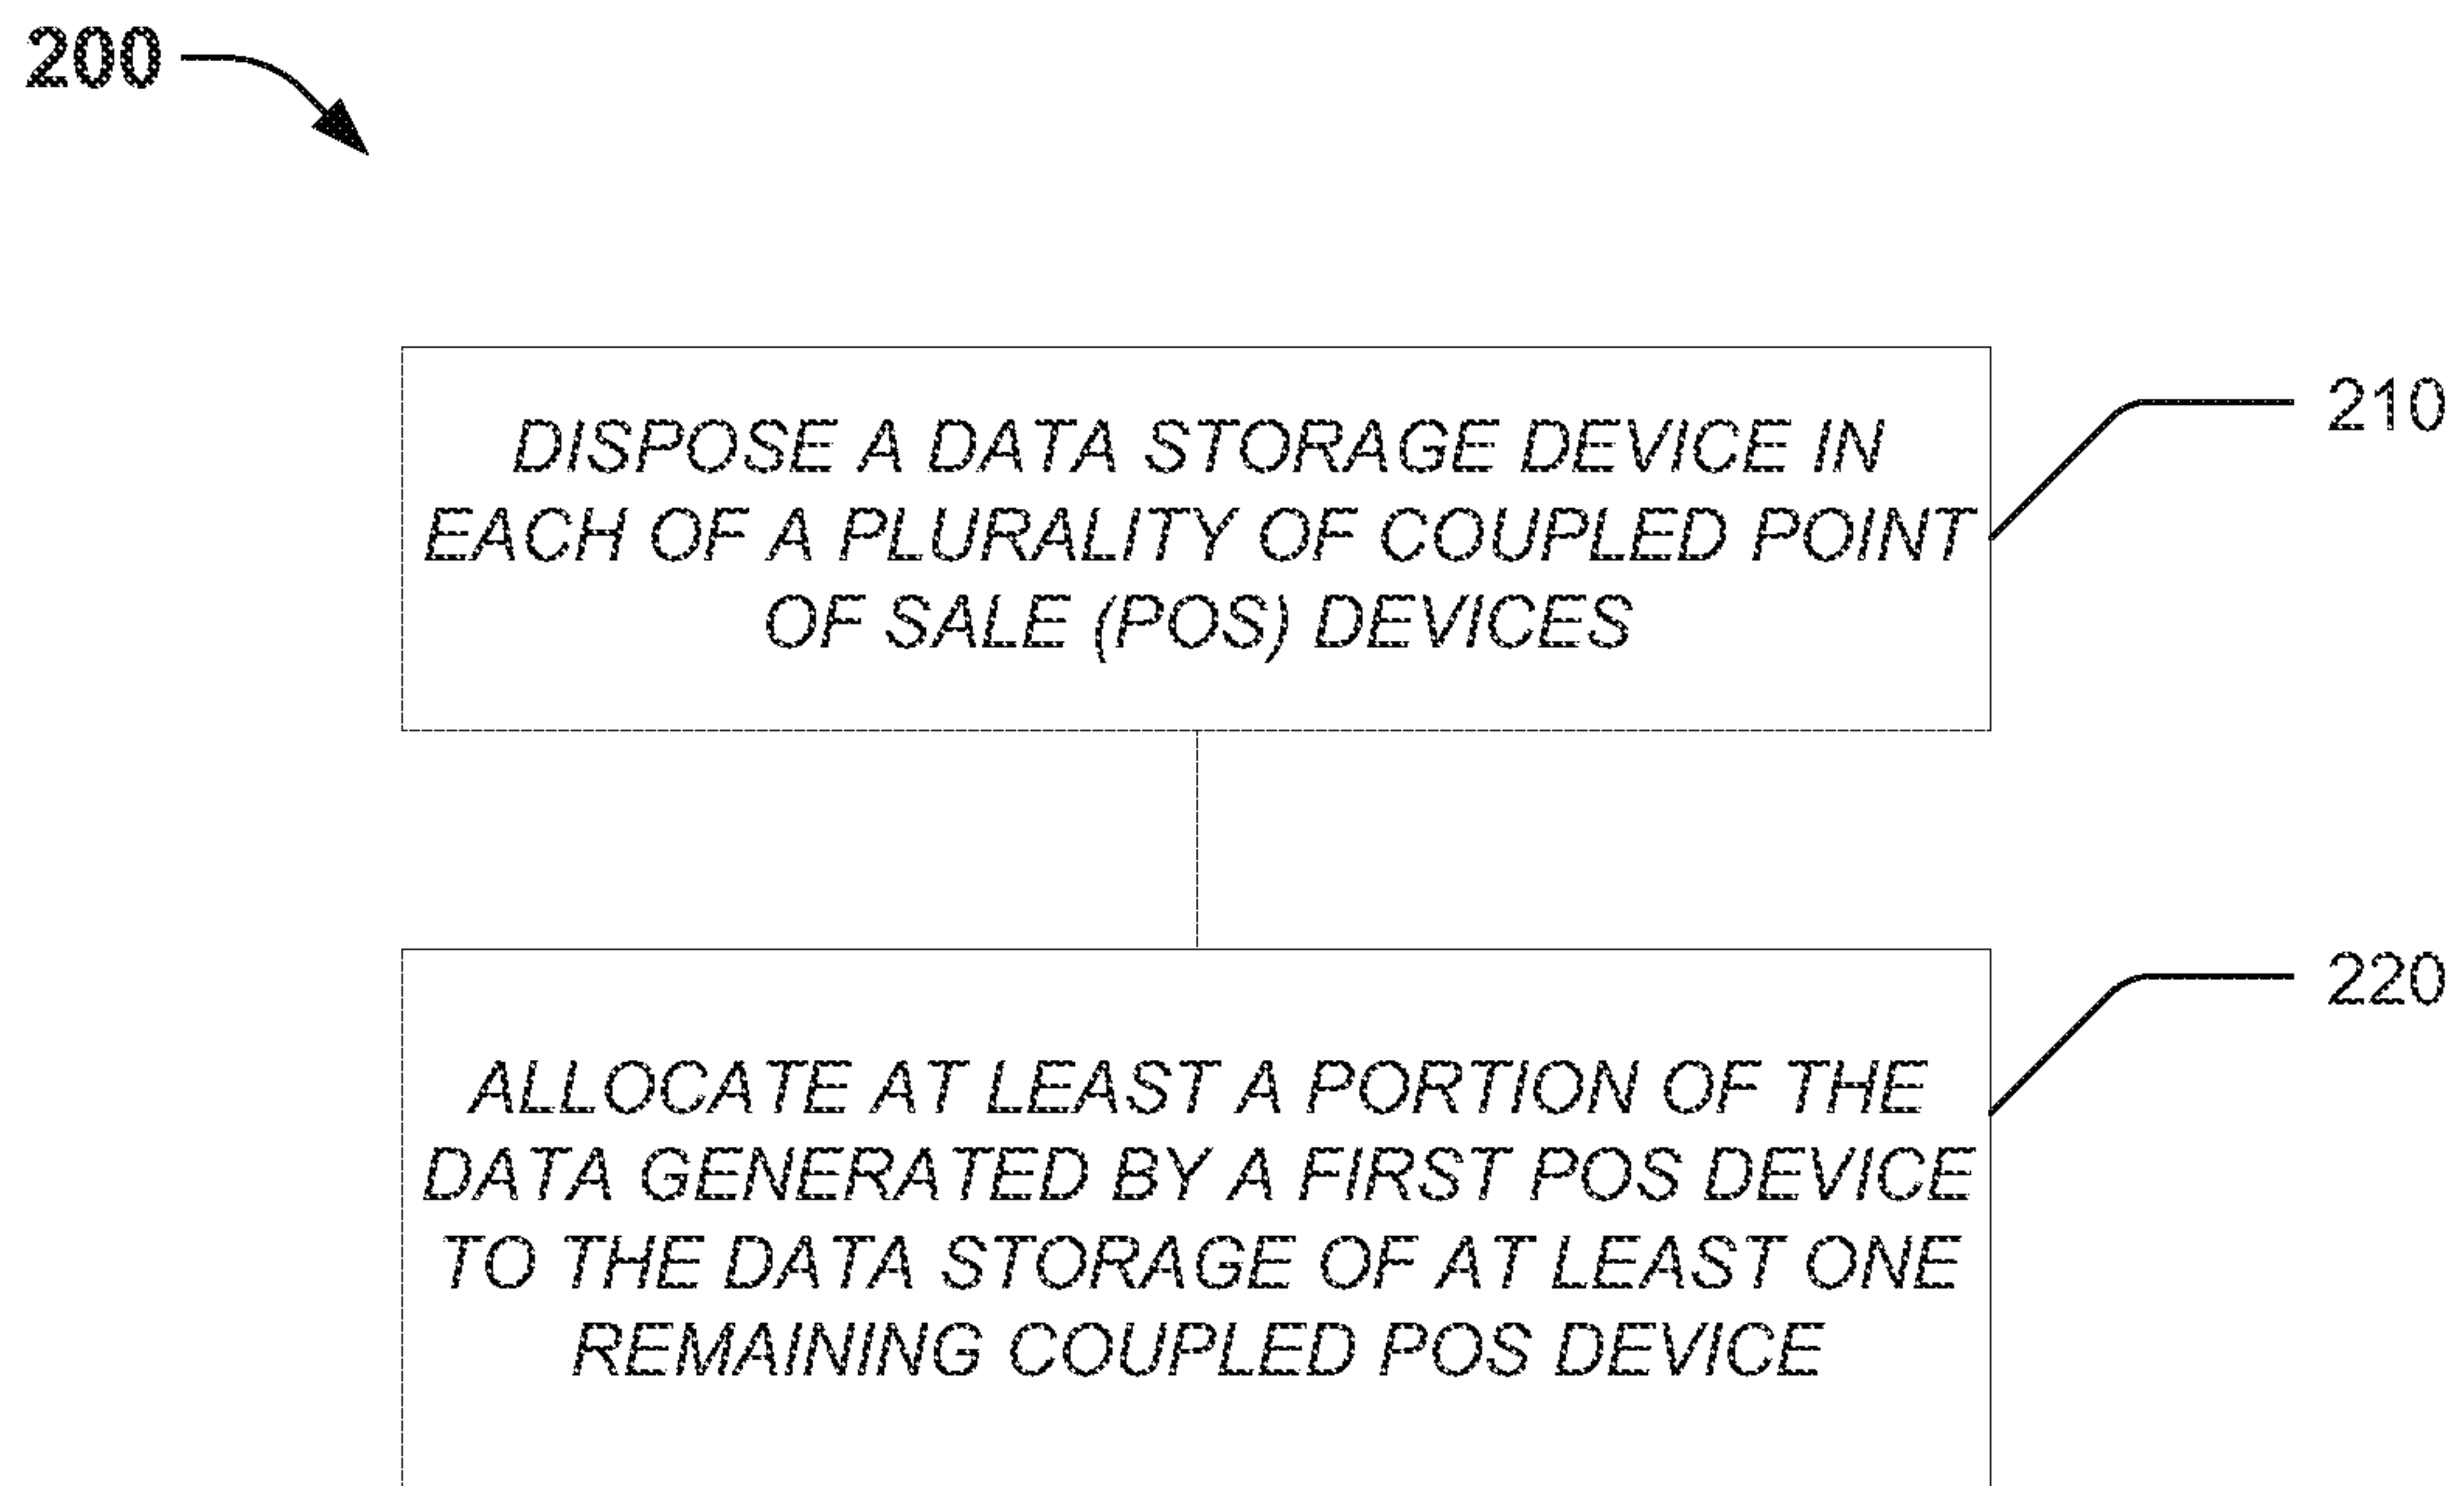 200
DISPOSE A DATA STORAGE DEVICE IN
EACH OF A PLURALITY OF COUPLED POINT
OF SALE (POS) DEVICES
210
ALLOCATE AT LEAST A PORTION OF THE
DATA GENERATED BY A FIRST POS DEVICE
TO THE DATA STORAGE OF AT LEAST ONE
REMAINING COUPLED POS DEVICE
220